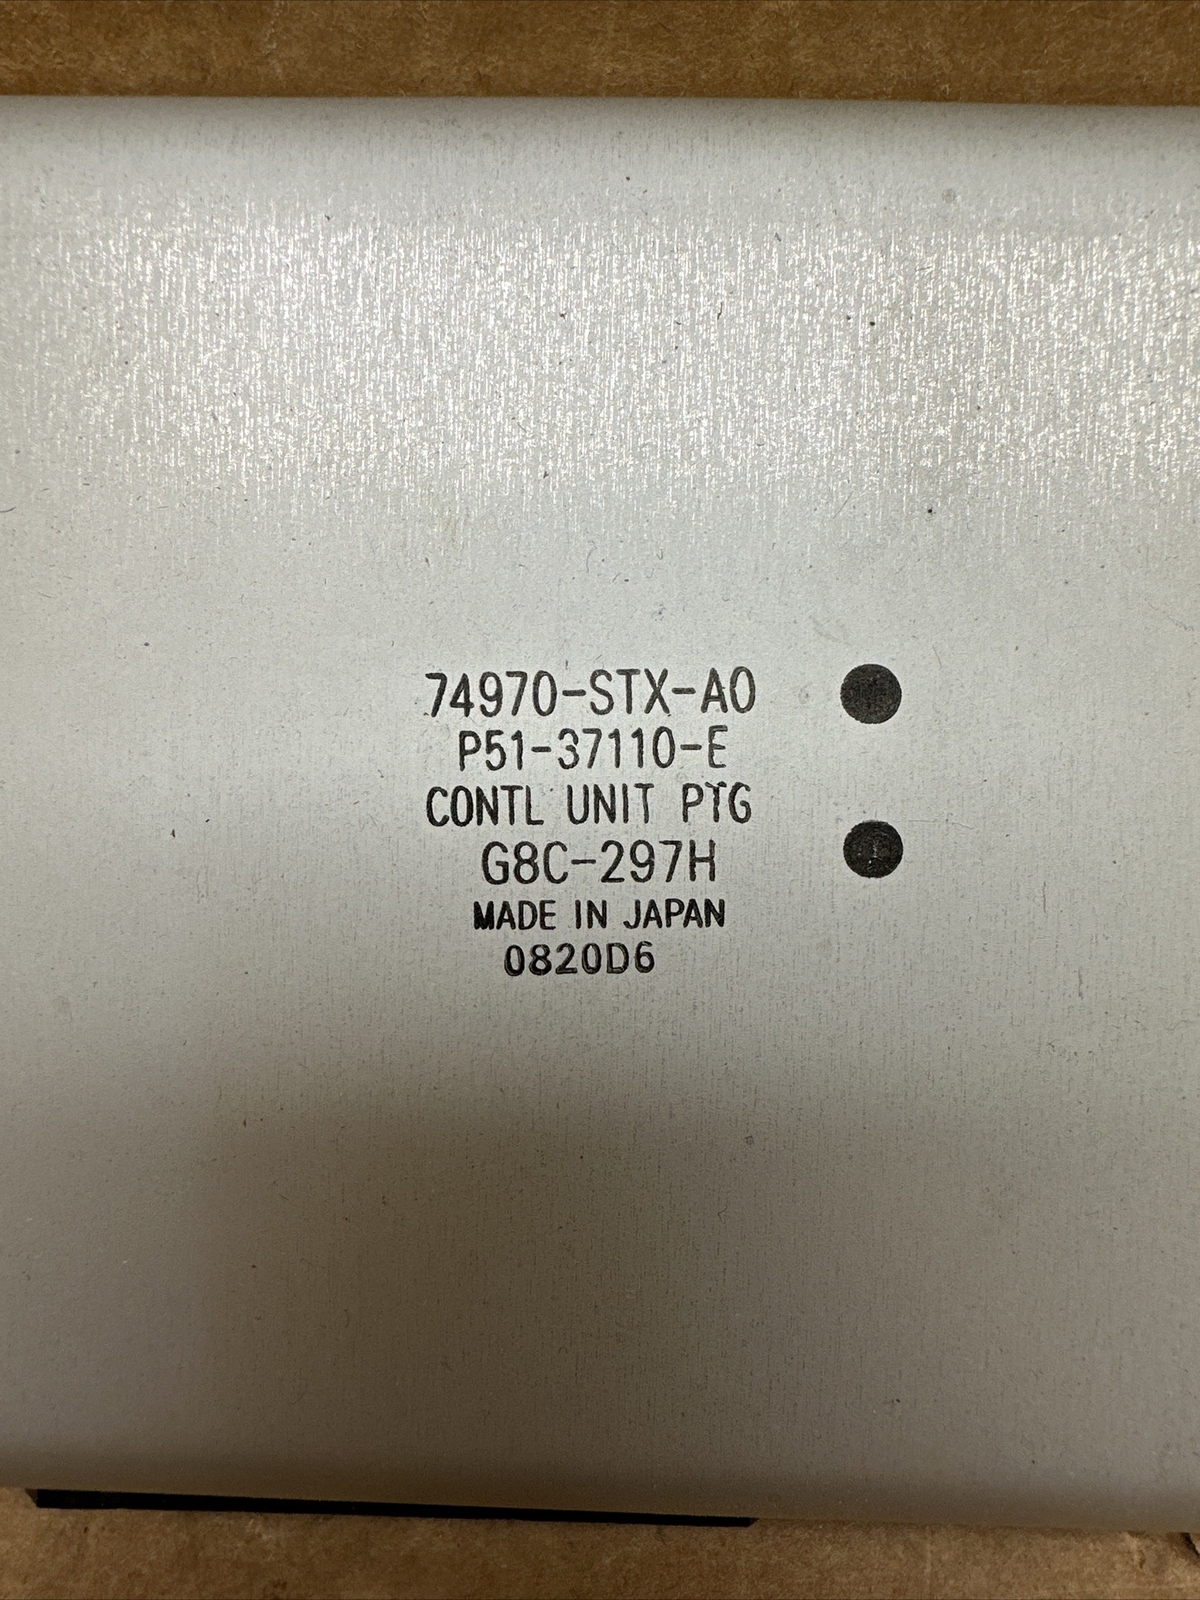 74970-STX-A0
P51-37110-E
CONTL UNIT PTG
G8C-297H
MADE IN JAPAN
0820D6